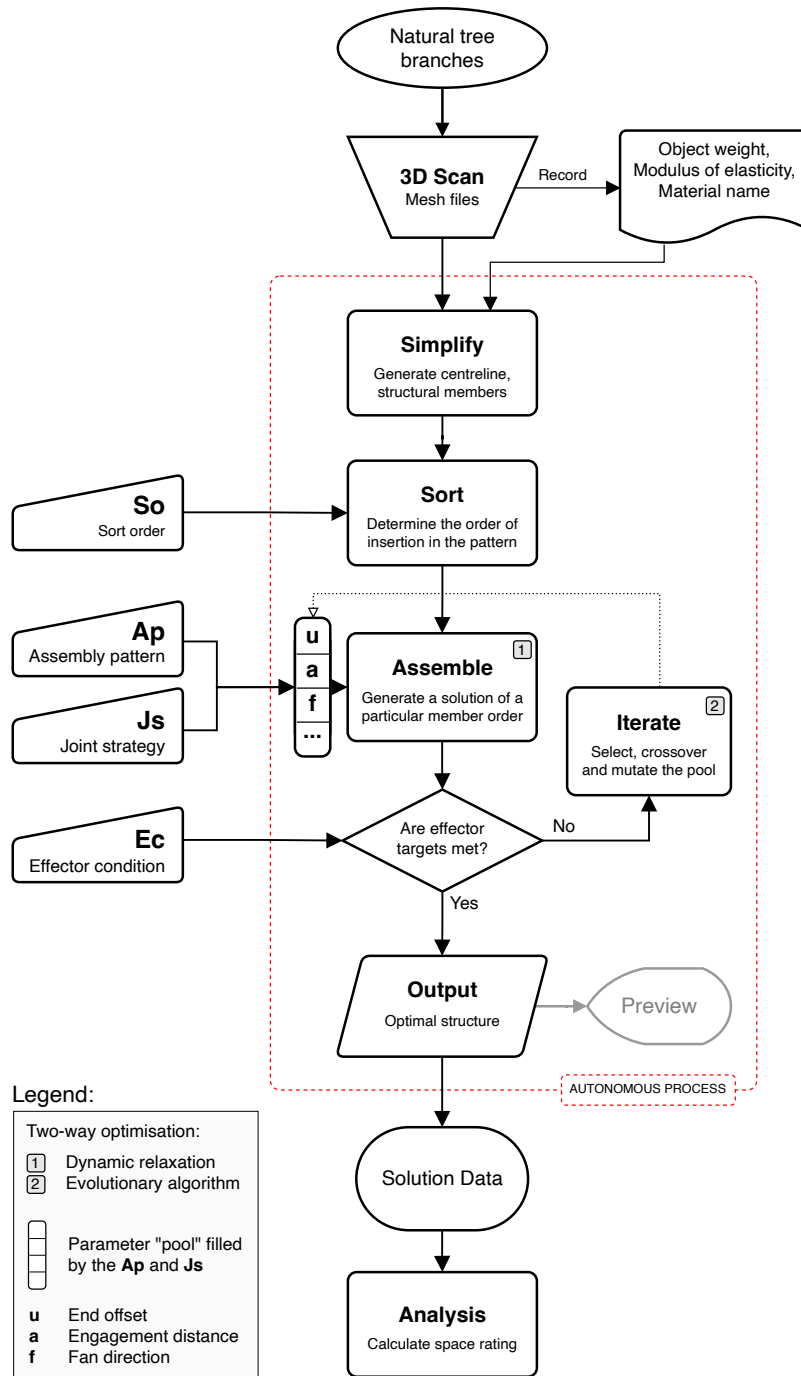 Natural tree
branches
3D Scan
Mesh files
Record
Object weight,
Modulus of elasticity,
Material name
Simplify
Generate centreline,
structural members
So
Sort order
Sort
Determine the order of
insertion in the pattern
Ap
Assembly pattern
Js
Joint strategy
u
a
f
...
Assemble
1
Generate a solution of a
particular member order
Iterate
2
Select, crossover
and mutate the pool
Ec
Effector condition
Are effector
targets met?
No
Yes
Output
Optimal structure
Preview
AUTONOMOUS PROCESS
Solution Data
Analysis
Calculate space rating
Legend:
Two-way optimisation:
1 Dynamic relaxation
2 Evolutionary algorithm
Parameter "pool" filled
by the Ap and Js
u End offset
a Engagement distance
f Fan direction